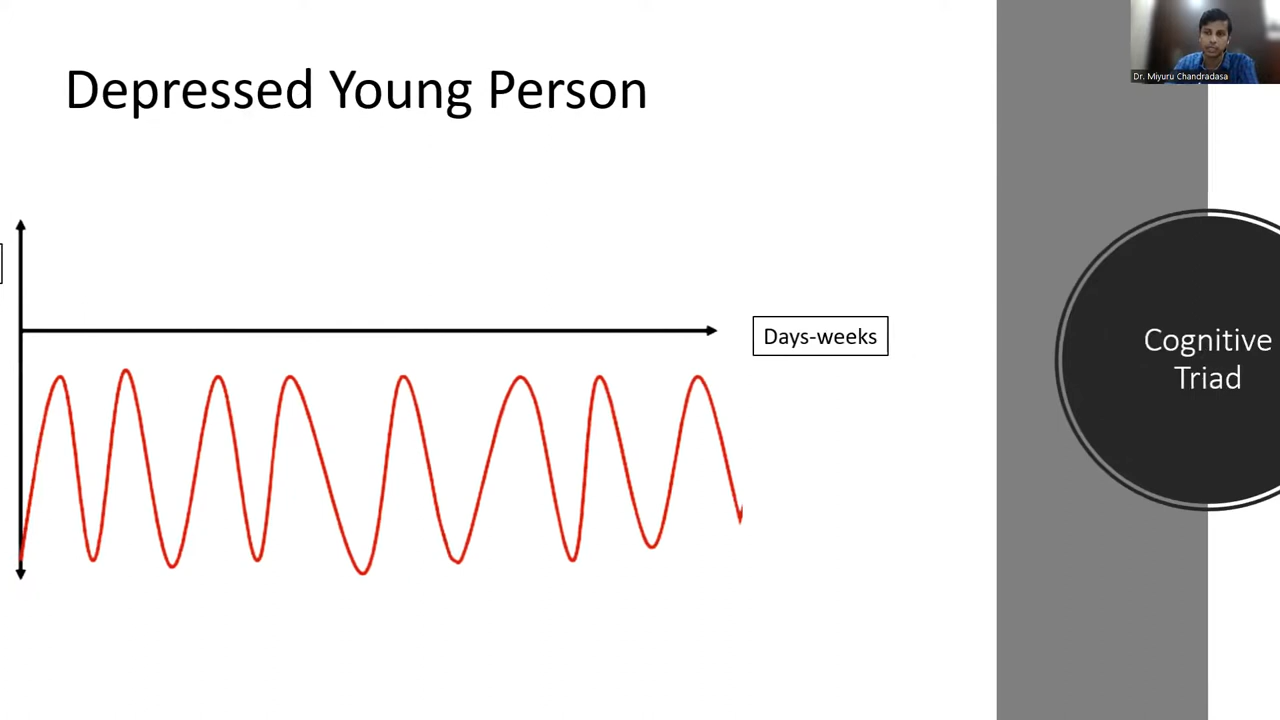 Depressed Young Person
Dr. Miyuru Chandradasa
Days-weeks
Cognitive
Triad